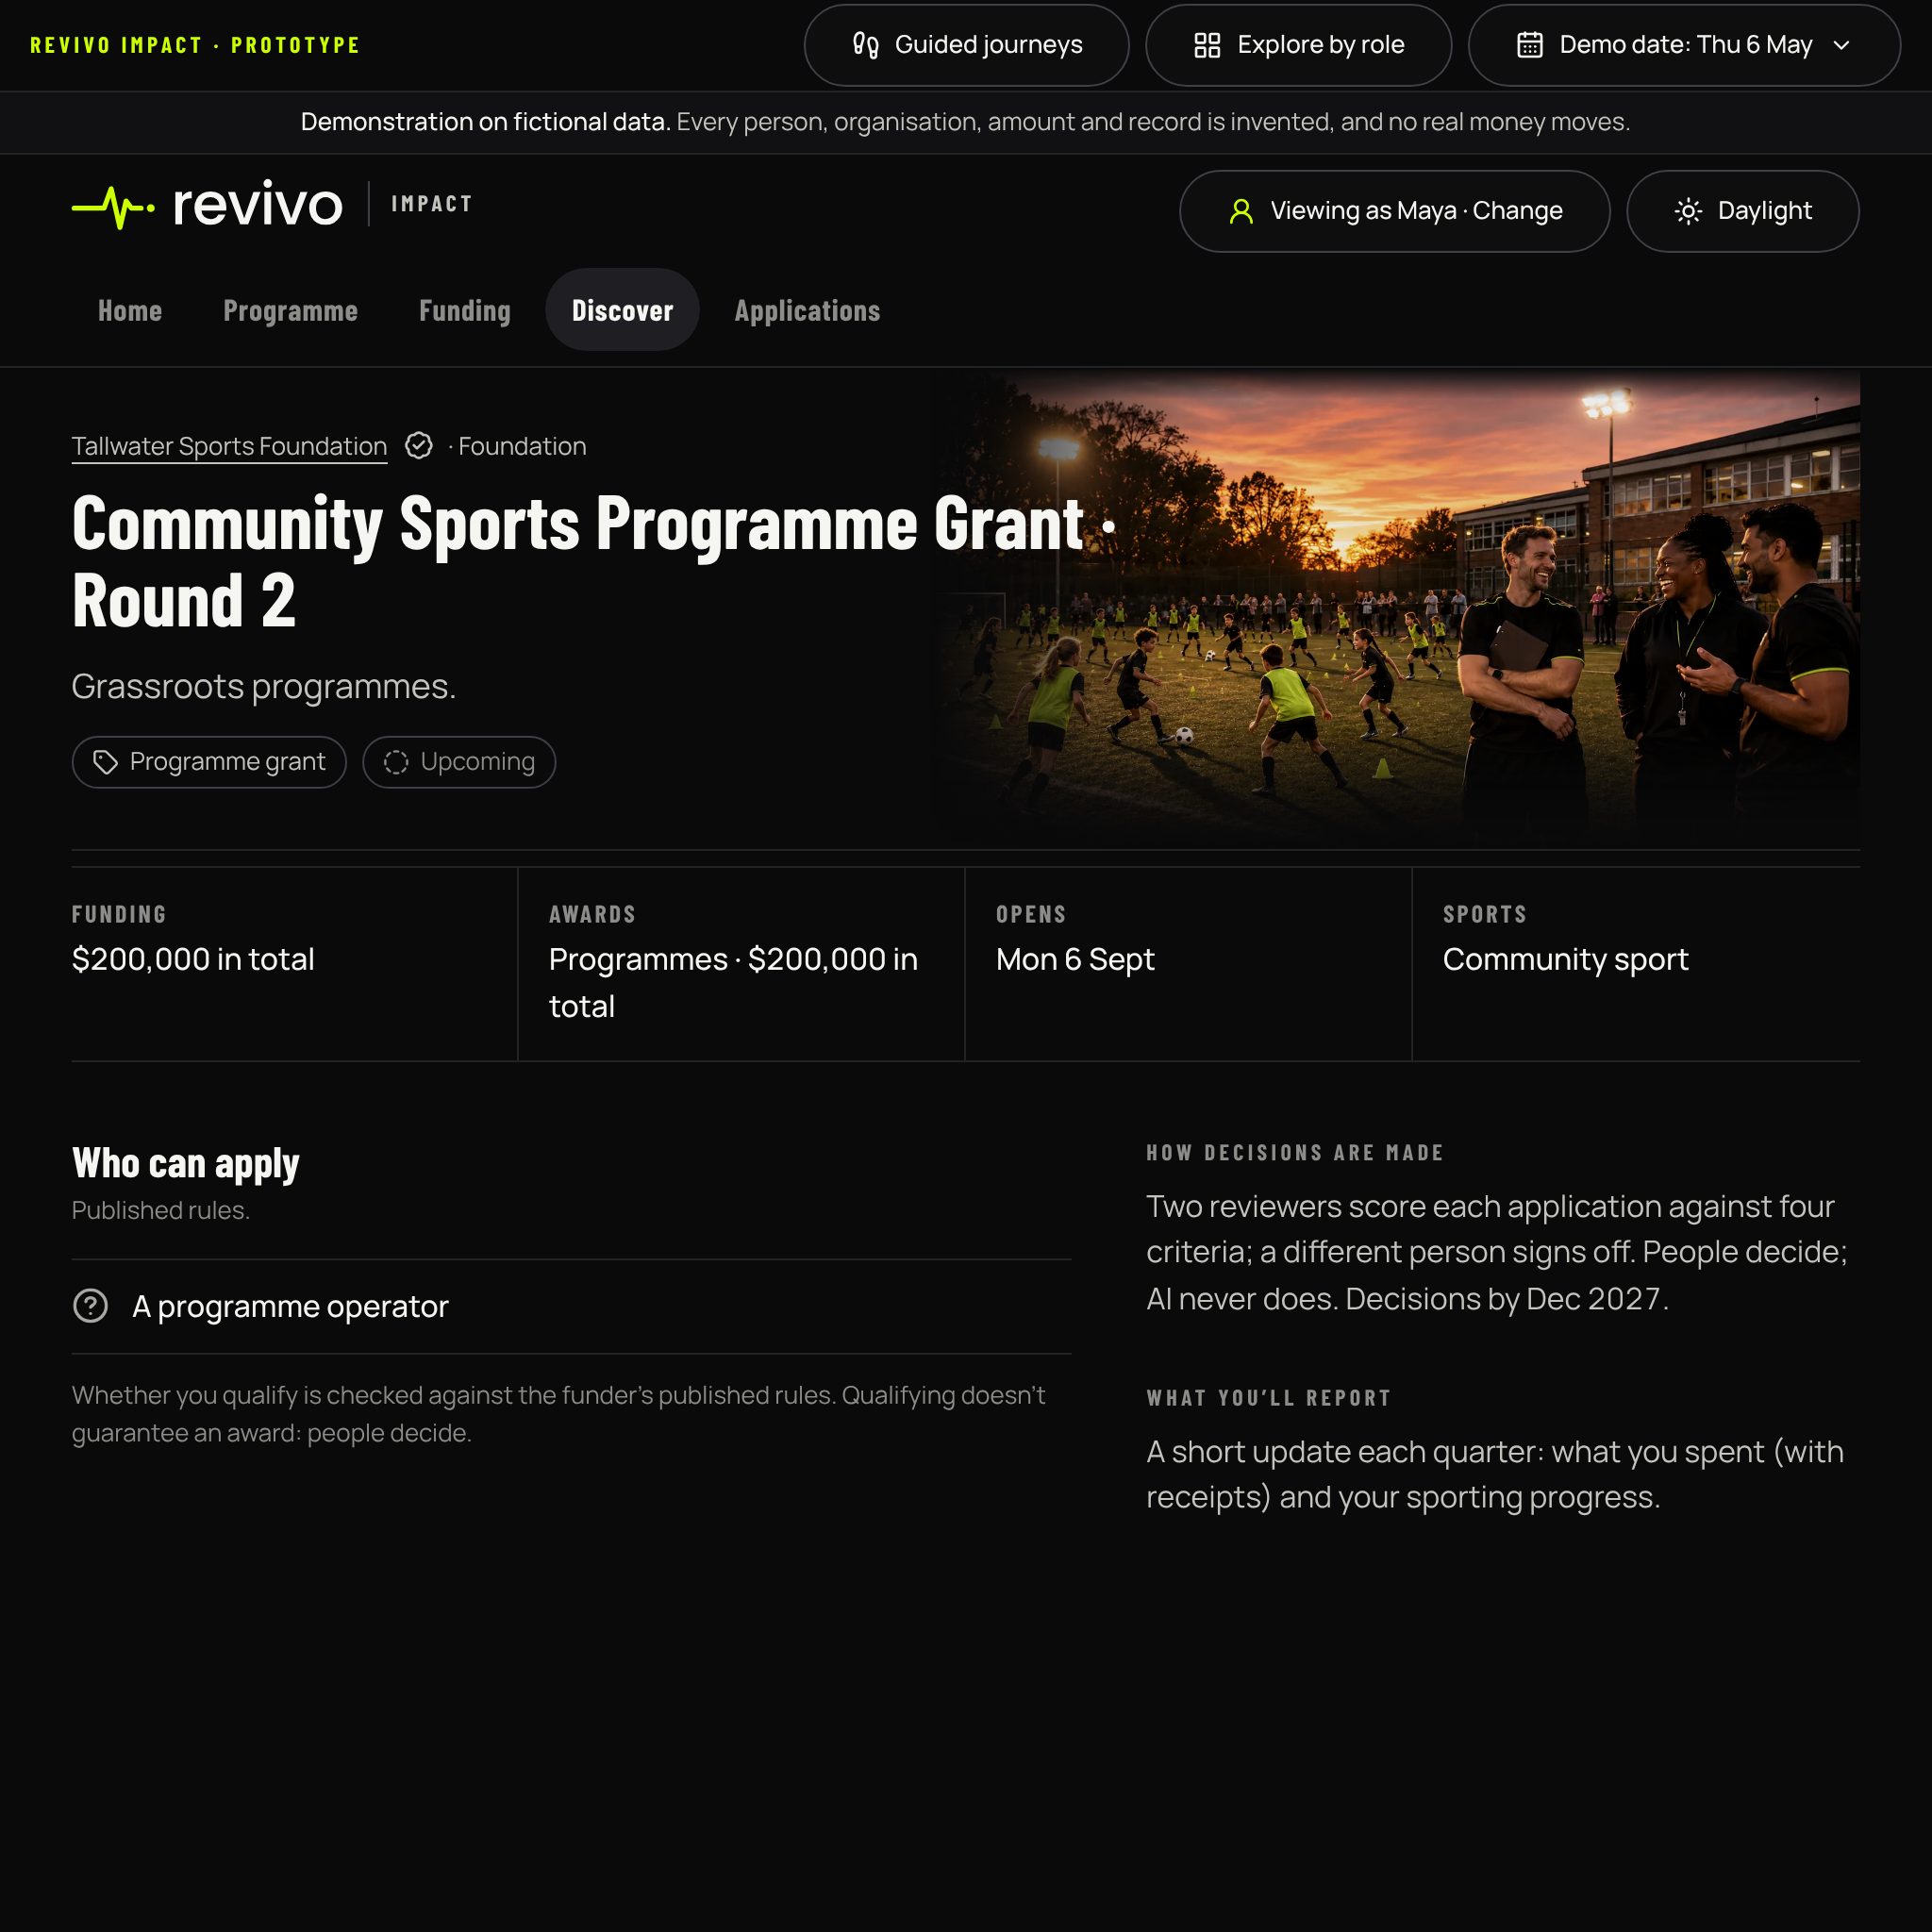 REVIVO IMPACT · PROTOTYPE
Guided journeys
Explore by role
Demo date: Thu 6 May
Demonstration on fictional data. Every person, organisation, amount and record is invented, and no real money moves.
revivo
IMPACT
Viewing as Maya · Change
Daylight
Home
Programme
Funding
Discover
Applications
Tallwater Sports Foundation · Foundation
Community Sports Programme Grant ·
Round 2
Grassroots programmes.
Programme grant
Upcoming
FUNDING
$200,000 in total
AWARDS
Programmes · $200,000 in
total
OPENS
Mon 6 Sept
SPORTS
Community sport
Who can apply
Published rules.
A programme operator
Whether you qualify is checked against the funder’s published rules. Qualifying doesn’t
guarantee an award: people decide.
HOW DECISIONS ARE MADE
Two reviewers score each application against four
criteria; a different person signs off. People decide;
AI never does. Decisions by Dec 2027.
WHAT YOU’LL REPORT
A short update each quarter: what you spent (with
receipts) and your sporting progress.